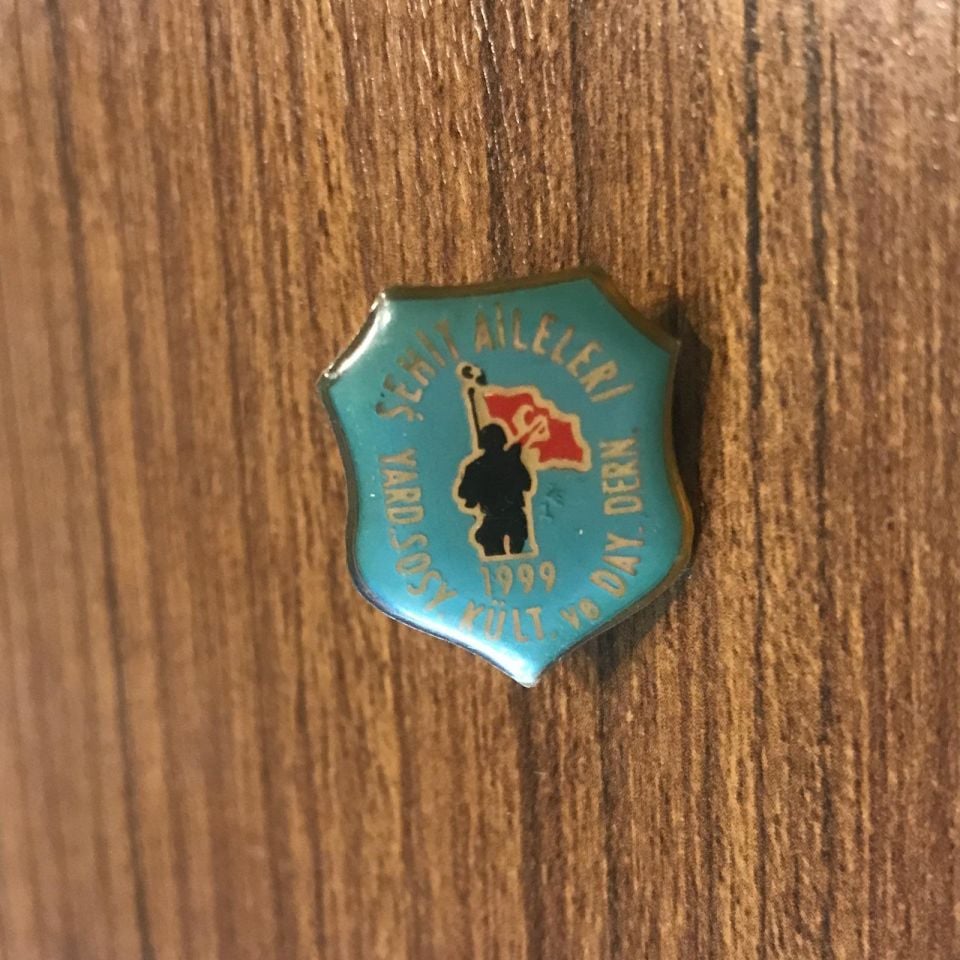 ŞEHİT AİLELERİ
YARD. SOSY KÜLT. ve DAY. DERN.
1999